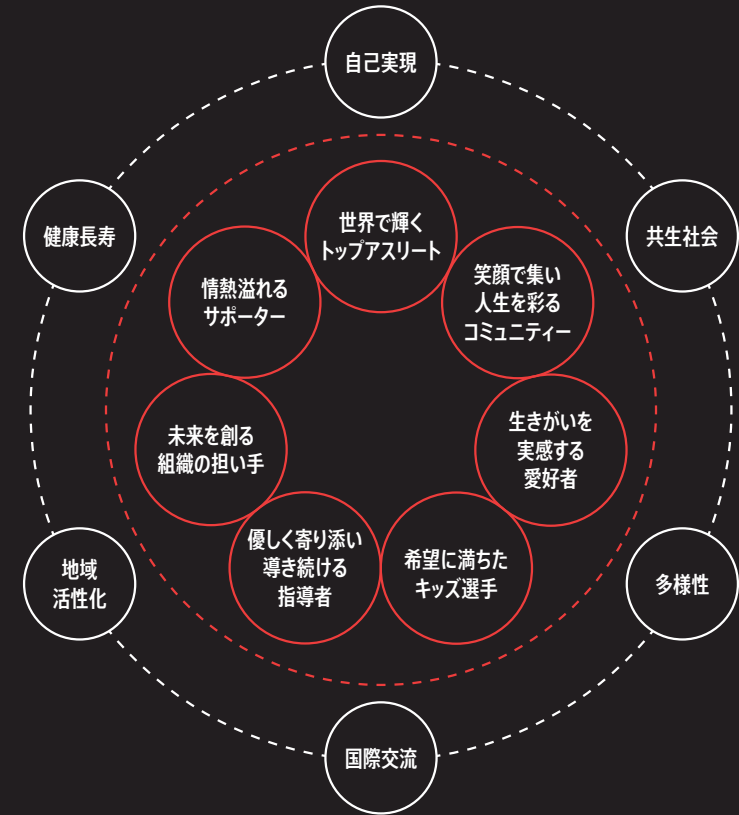 自己実現
健康長寿
共生社会
世界で輝く
トップアスリート
情熱溢れる
サポーター
笑顔で集い
人生を彩る
コミュニティー
未来を創る
組織の担い手
生きがいを
実感する
愛好者
優しく寄り添い
導き続ける
指導者
希望に満ちた
キッズ選手
地域
活性化
多様性
国際交流